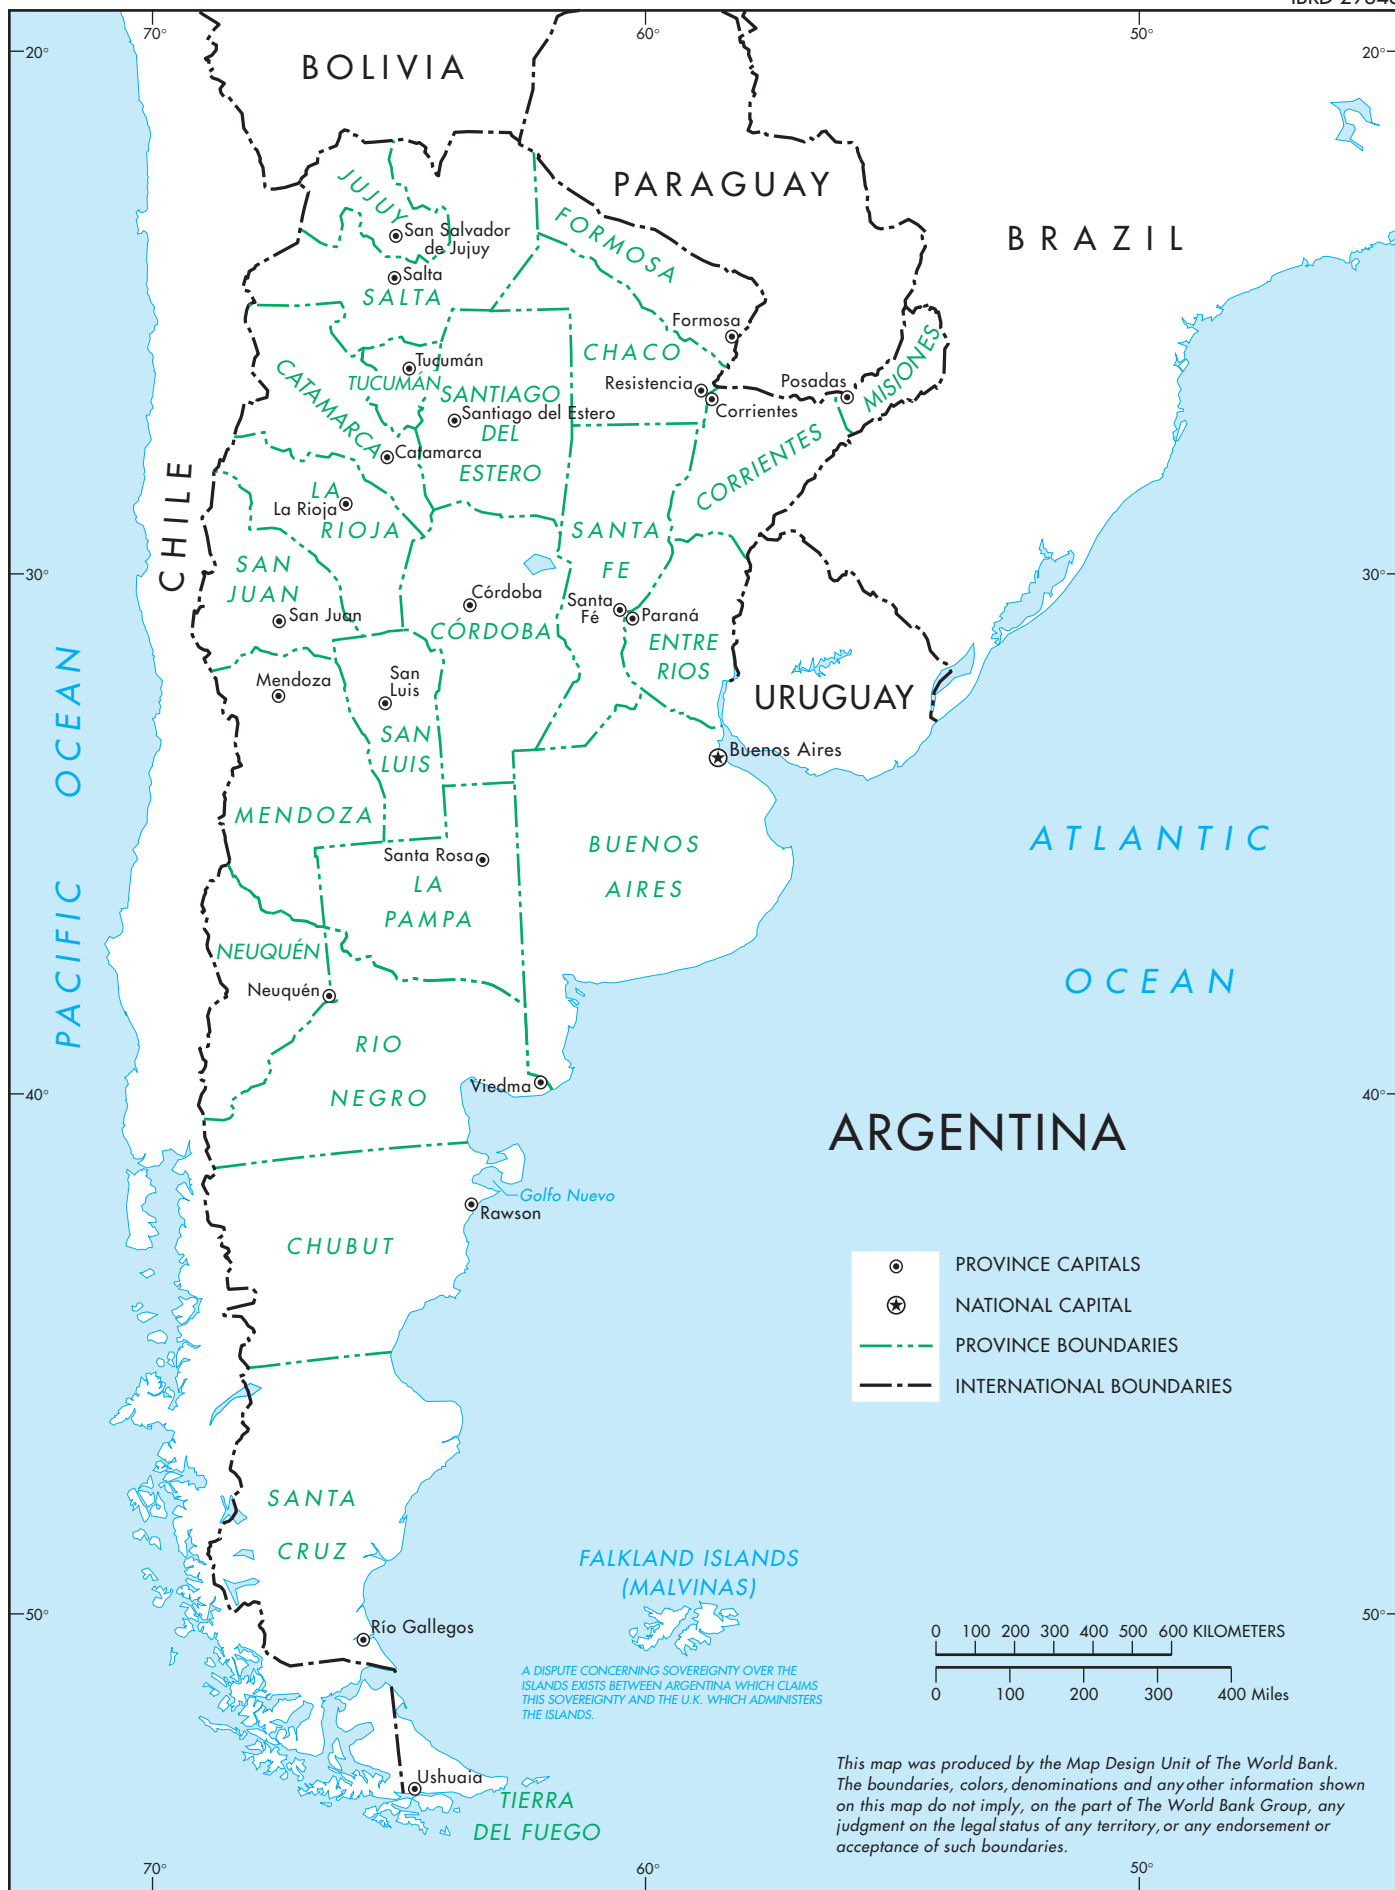 70°
60°
50°
20°
20°
BOLIVIA
PARAGUAY
BRAZIL
JUJUY
San Salvador
de Jujuy
FORMOSA
Salta
SALTA
Formosa
CHACO
MISIONES
Tucumán
TUCUMÁN
CATAMARCA
SANTIAGO
DEL
ESTERO
Santiago del Estero
Resistencia
Corrientes
Posadas
CORRIENTES
Catamarca
CHILE
LA
RIOJA
La Rioja
SANTA
FE
SAN
JUAN
San Juan
30°
30°
Córdoba
CÓRDOBA
Santa
Fé
Paraná
ENTRE
RIOS
Mendoza
San
Luis
URUGUAY
SAN
LUIS
Buenos Aires
MENDOZA
BUENOS
AIRES
Santa Rosa
LA
PAMPA
PACIFIC OCEAN
ATLANTIC
OCEAN
NEUQUÉN
Neuquén
RIO
NEGRO
Viedma
40°
40°
ARGENTINA
Golfo Nuevo
Rawson
CHUBUT
PROVINCE CAPITALS
NATIONAL CAPITAL
PROVINCE BOUNDARIES
INTERNATIONAL BOUNDARIES
SANTA
CRUZ
FALKLAND ISLANDS
(MALVINAS)
50°
50°
Río Gallegos
A DISPUTE CONCERNING SOVEREIGNTY OVER THE
ISLANDS EXISTS BETWEEN ARGENTINA WHICH CLAIMS
THIS SOVEREIGNTY AND THE U.K. WHICH ADMINISTERS
THE ISLANDS.
0 100 200 300 400 500 600 KILOMETERS
0 100 200 300 400 Miles
Ushuaia
TIERRA
DEL FUEGO
This map was produced by the Map Design Unit of The World Bank.
The boundaries, colors, denominations and any other information shown
on this map do not imply, on the part of The World Bank Group, any
judgment on the legal status of any territory, or any endorsement or
acceptance of such boundaries.
70°
60°
50°